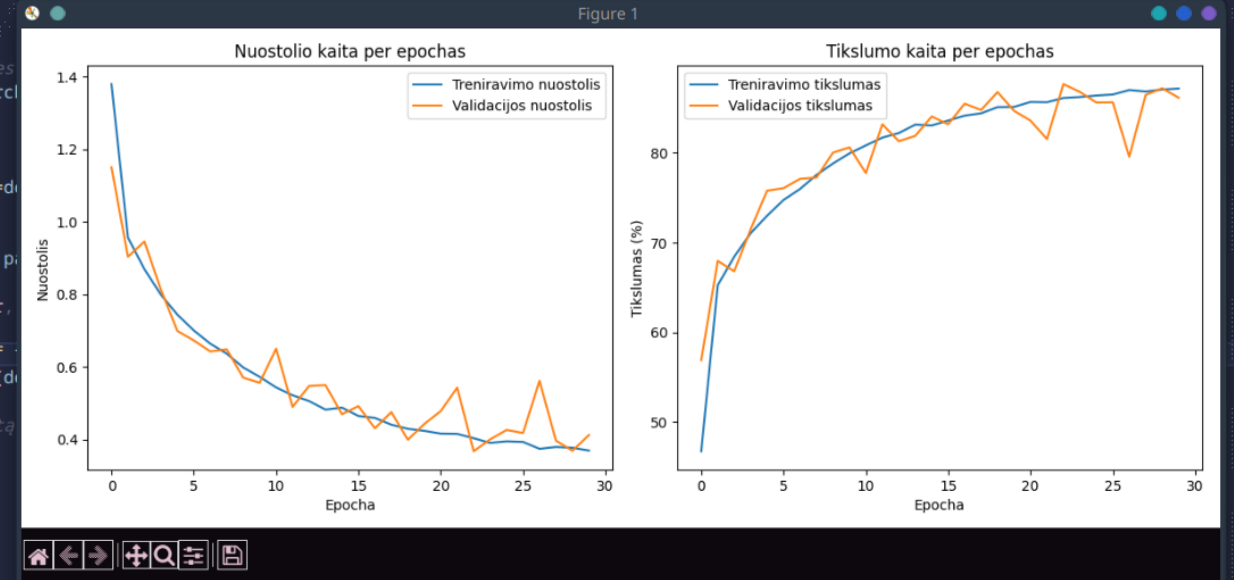 Figure 1
Nuostolio kaita per epochas
Treniravimo nuostolis
Validacijos nuostolis
1.4
1.2
1.0
0.8
0.6
0.4
Nuostolis
0 5 10 15 20 25 30
Epocha
Tikslumo kaita per epochas
Treniravimo tikslumas
Validacijos tikslumas
80
70
60
50
Tikslumas (%)
0 5 10 15 20 25 30
Epocha